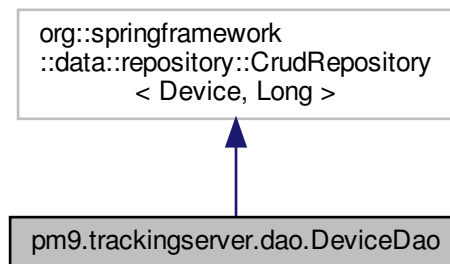 org::springframework
::data::repository::CrudRepository
< Device, Long >
pm9.trackingserver.dao.DeviceDao